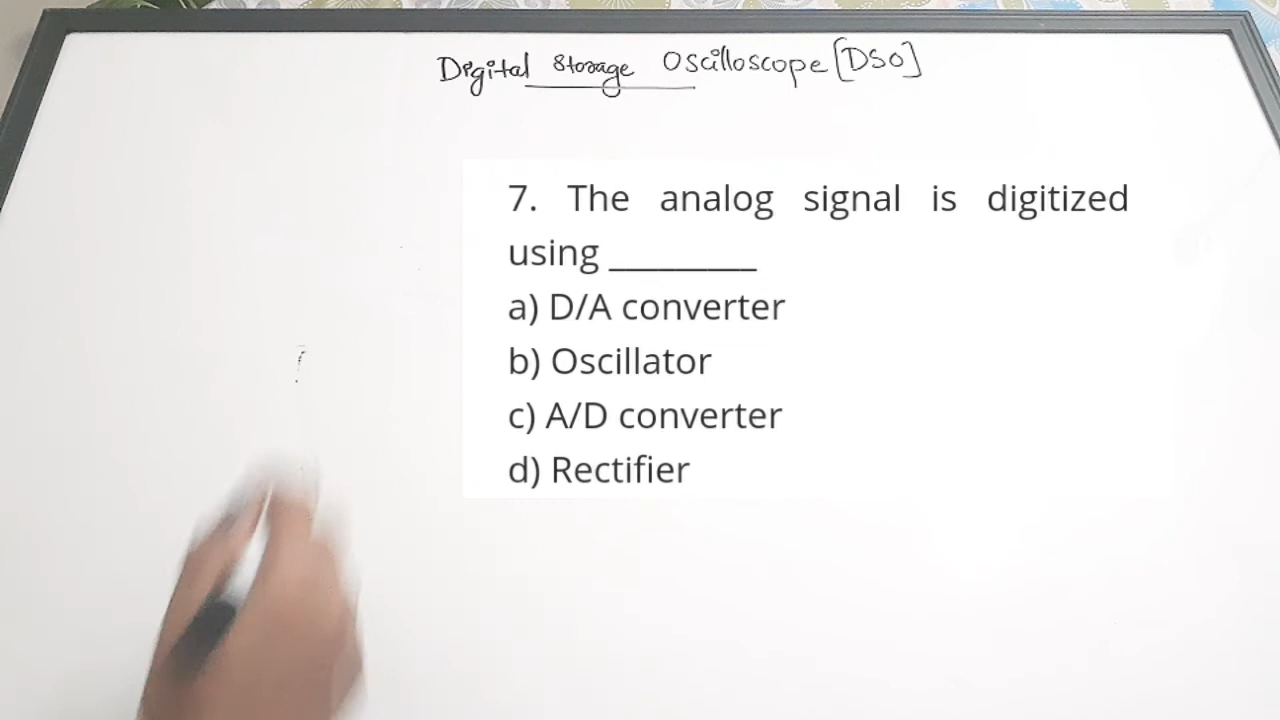 Digital Storage Oscilloscope [DSO]
7. The analog signal is digitized
using _________
a) D/A converter
b) Oscillator
c) A/D converter
d) Rectifier